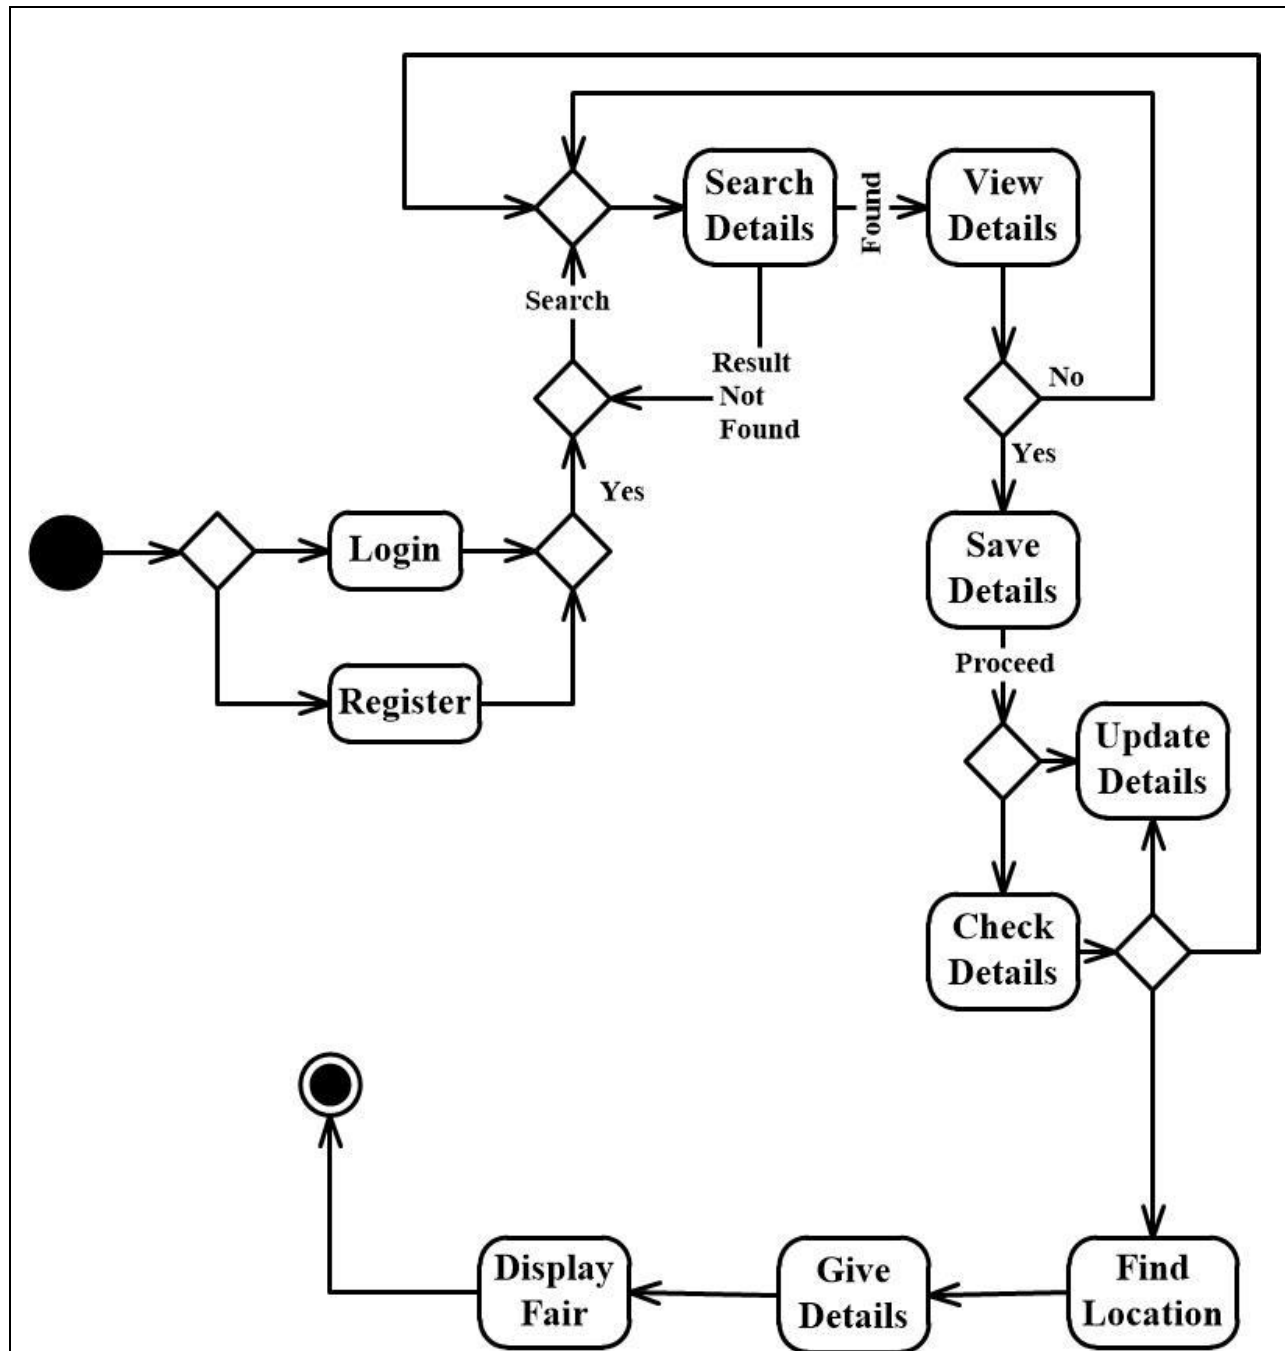 Search
Details
Found
View
Details
Search
Result
Not
Found
No
Yes
Yes
Login
Save
Details
Register
Proceed
Update
Details
Check
Details
Display
Fair
Give
Details
Find
Location